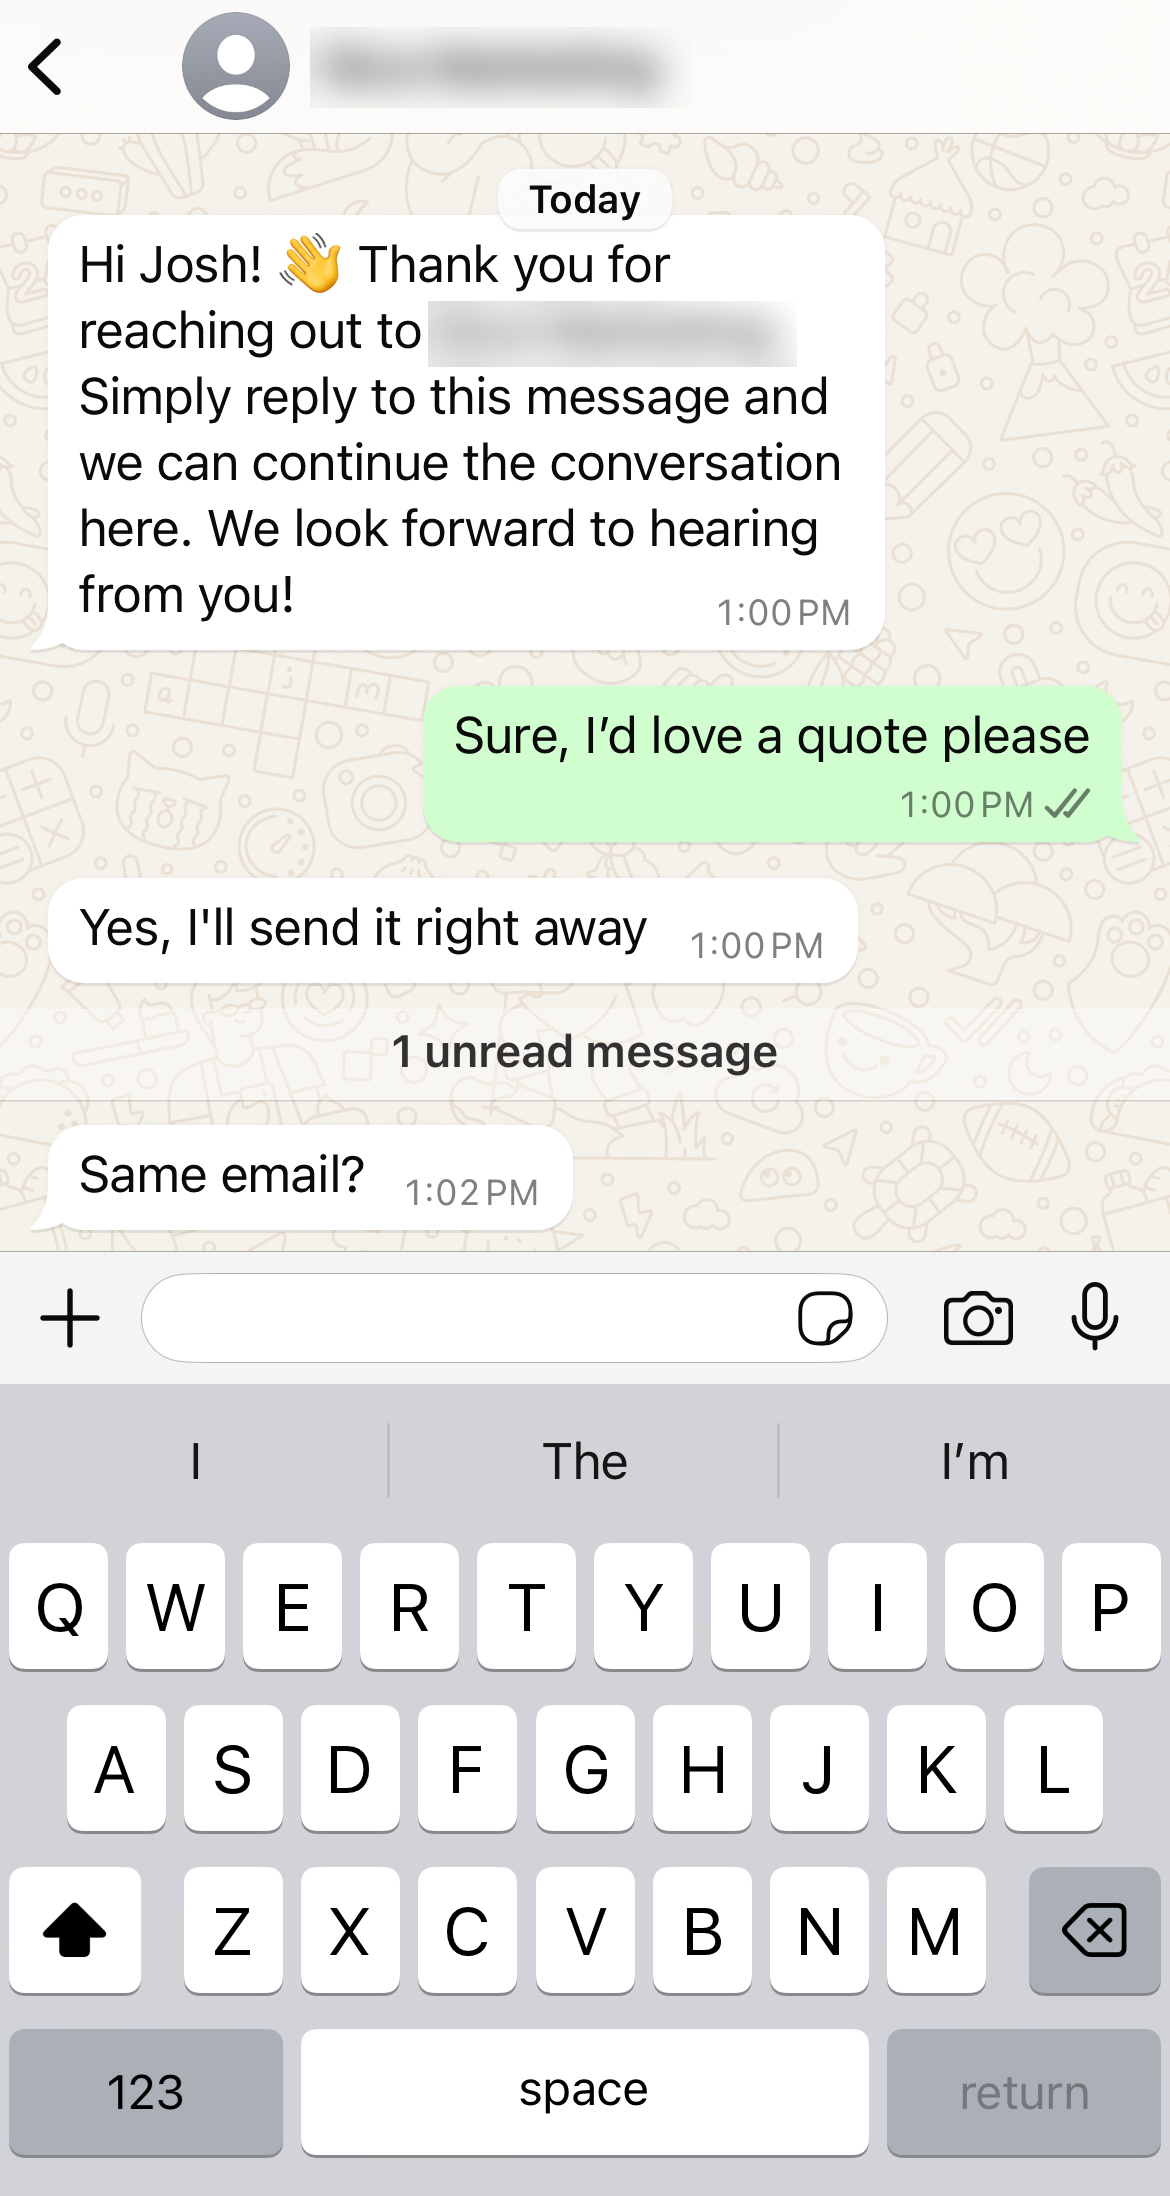 Today
Hi Josh! 👋 Thank you for
reaching out to
Simply reply to this message and
we can continue the conversation
here. We look forward to hearing
from you!
1:00 PM
Sure, I’d love a quote please
1:00 PM
Yes, I'll send it right away
1:00 PM
1 unread message
Same email?
1:02 PM
I The I’m
Q W E R T Y U I O P
A S D F G H J K L
Z X C V B N M
123 space return